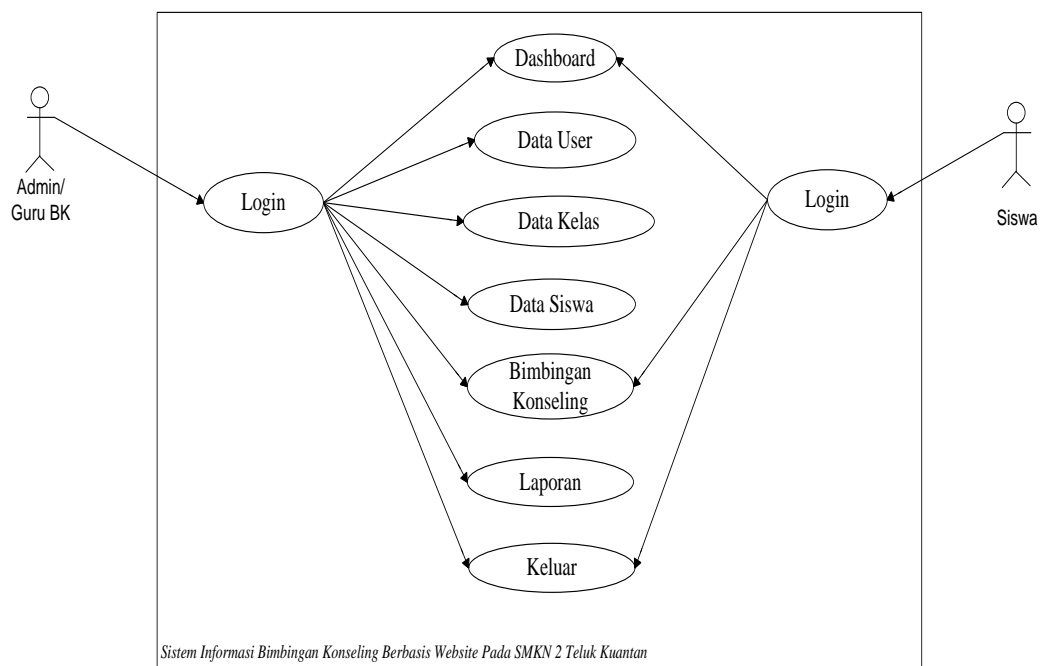 Dashboard
Data User
Admin/
Guru BK
Login
Login
Siswa
Data Kelas
Data Siswa
Bimbingan
Konseling
Laporan
Keluar
Sistem Informasi Bimbingan Konseling Berbasis Website Pada SMKN 2 Teluk Kuantan